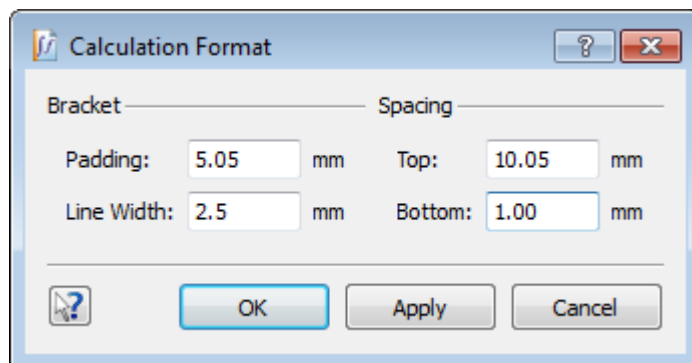 Calculation Format
Bracket Spacing
Padding: 5.05 mm Top: 10.05 mm
Line Width: 2.5 mm Bottom: 1.00 mm
? OK Apply Cancel